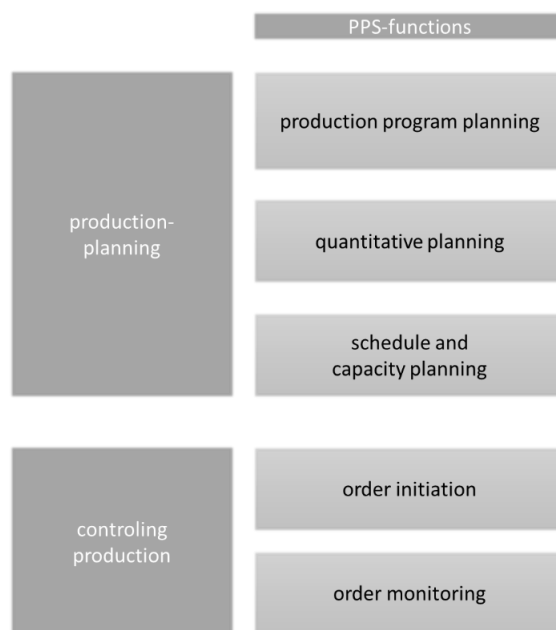 PPS-functions
production-
planning
production program planning
quantitative planning
schedule and
capacity planning
controling
production
order initiation
order monitoring